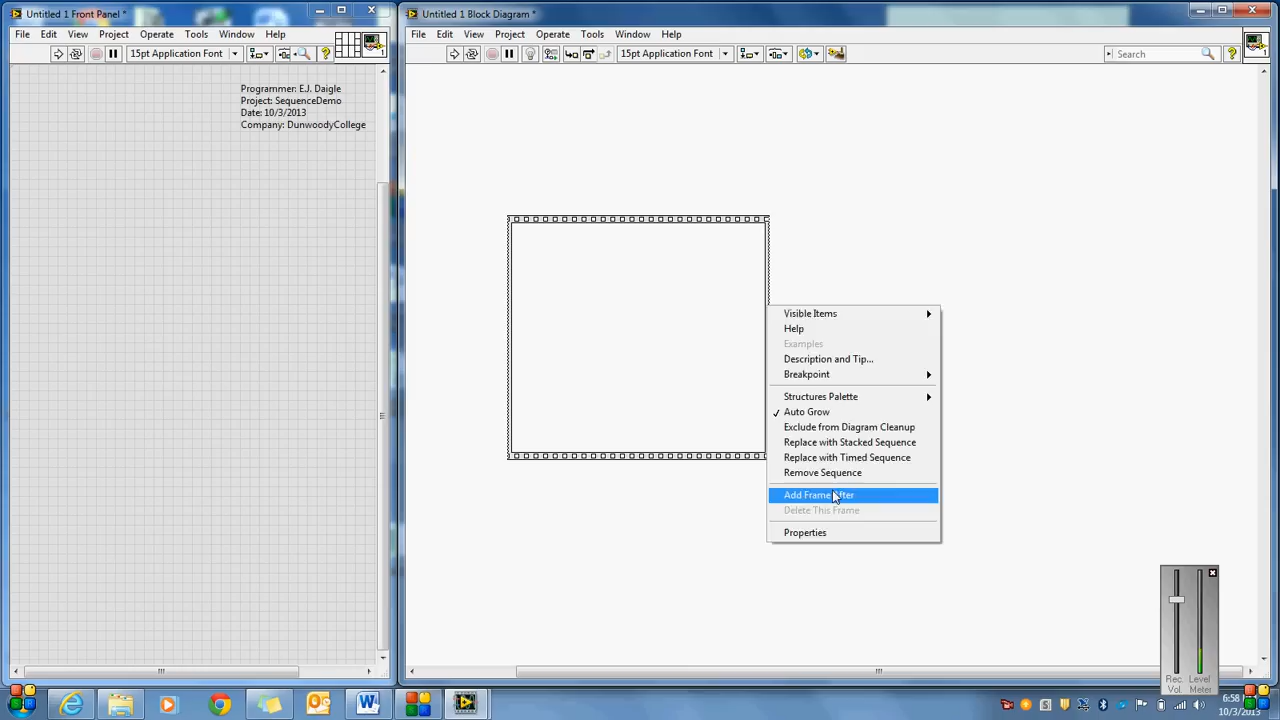 Untitled 1 Front Panel *
File Edit View Project Operate Tools Window Help
15pt Application Font
Programmer: E.J. Daigle
Project: SequenceDemo
Date: 10/3/2013
Company: DunwoodyCollege
Untitled 1 Block Diagram *
File Edit View Project Operate Tools Window Help
15pt Application Font
Search
Visible Items
Help
Examples
Description and Tip...
Breakpoint
Structures Palette
Auto Grow
Exclude from Diagram Cleanup
Replace with Stacked Sequence
Replace with Timed Sequence
Remove Sequence
Add Frame After
Delete This Frame
Properties
Rec. Level
Vol. Meter
6:58
10/3/2013